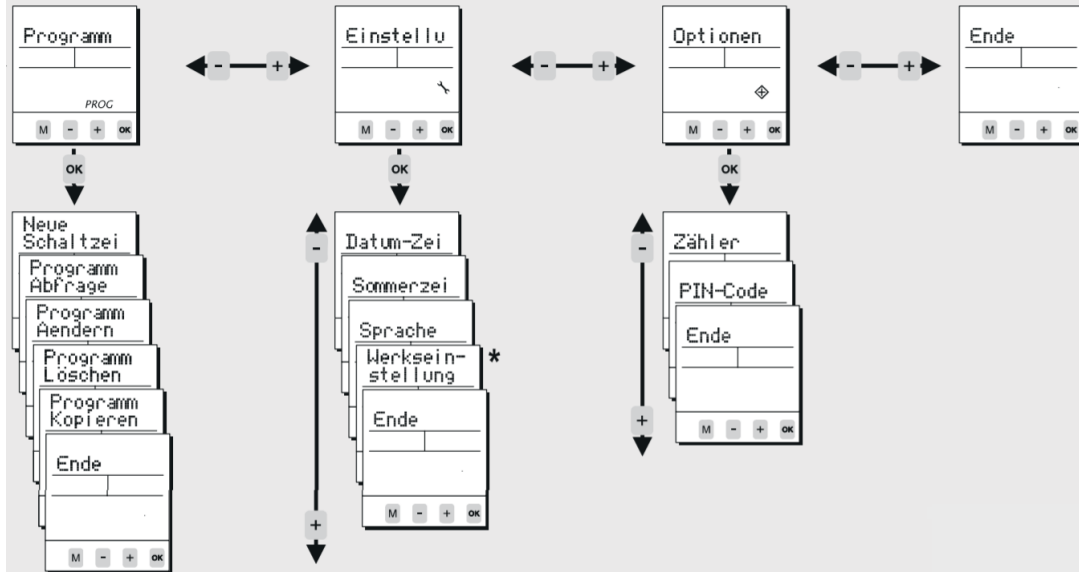 Programm
PROG
M - + OK
- +
Einstellu
M - + OK
- +
Optionen
M - + OK
- +
Ende
M - + OK
OK
OK
OK
Neue
Schaltzei
Programm
Abfrage
Programm
Aendern
Programm
Löschen
Programm
Kopieren
Ende
M - + OK
-
+
Datum-Zei
Sommerzei
Sprache
Werksein-
stellung
*
Ende
M - + OK
-
+
Zähler
PIN-Code
Ende
M - + OK